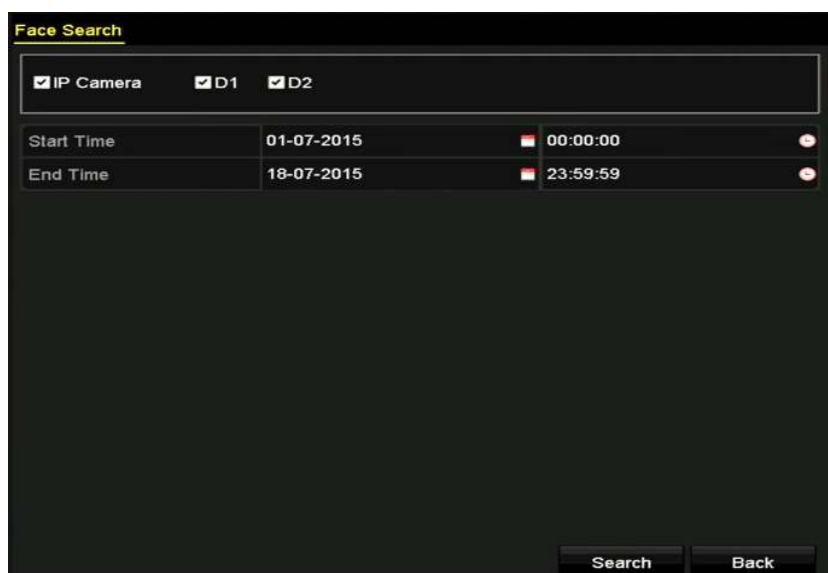 Face Search
IP Camera D1 D2
Start Time 01-07-2015 00:00:00
End Time 18-07-2015 23:59:59
Search Back